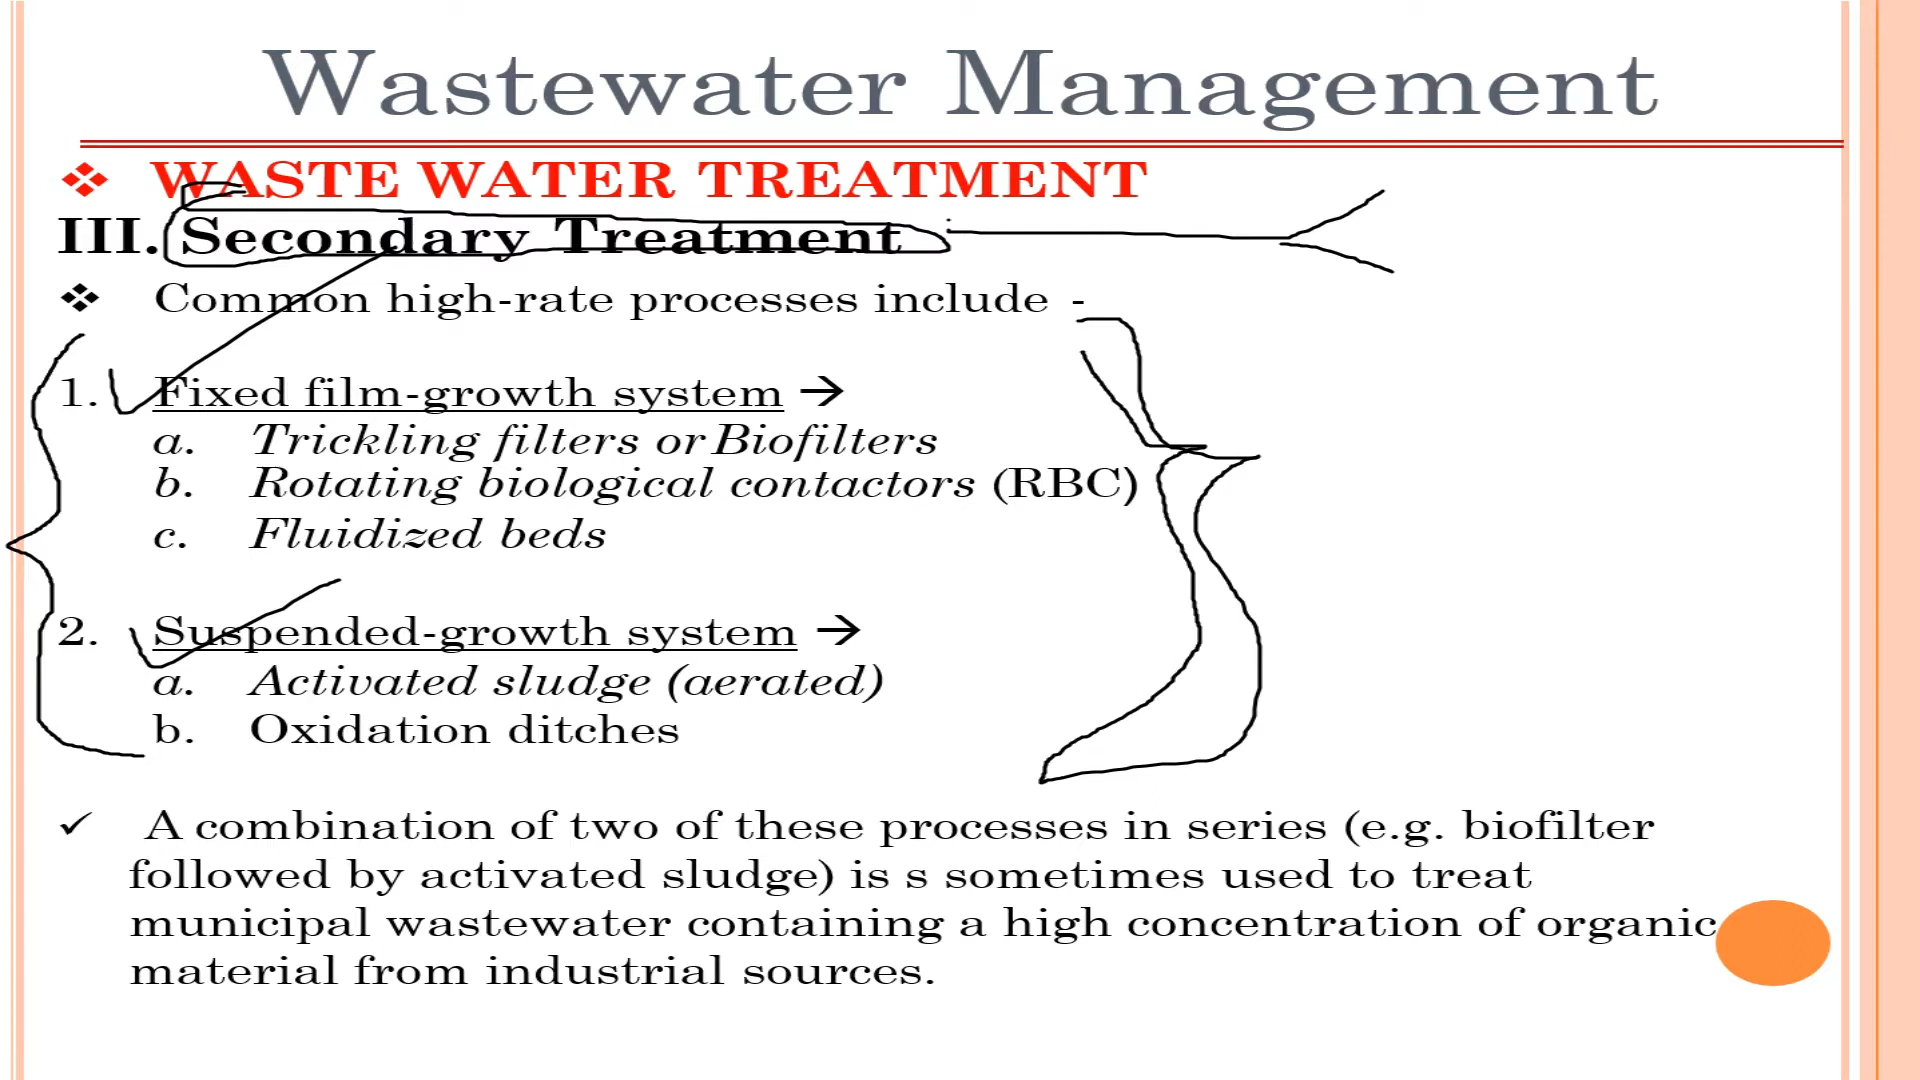 Wastewater Management
❖ WASTE WATER TREATMENT
III. Secondary Treatment
❖ Common high-rate processes include -
1. Fixed film-growth system →
a. Trickling filters or Biofilters
b. Rotating biological contactors (RBC)
c. Fluidized beds
2. Suspended-growth system →
a. Activated sludge (aerated)
b. Oxidation ditches
✓ A combination of two of these processes in series (e.g. biofilter
followed by activated sludge) is s sometimes used to treat
municipal wastewater containing a high concentration of organic
material from industrial sources.